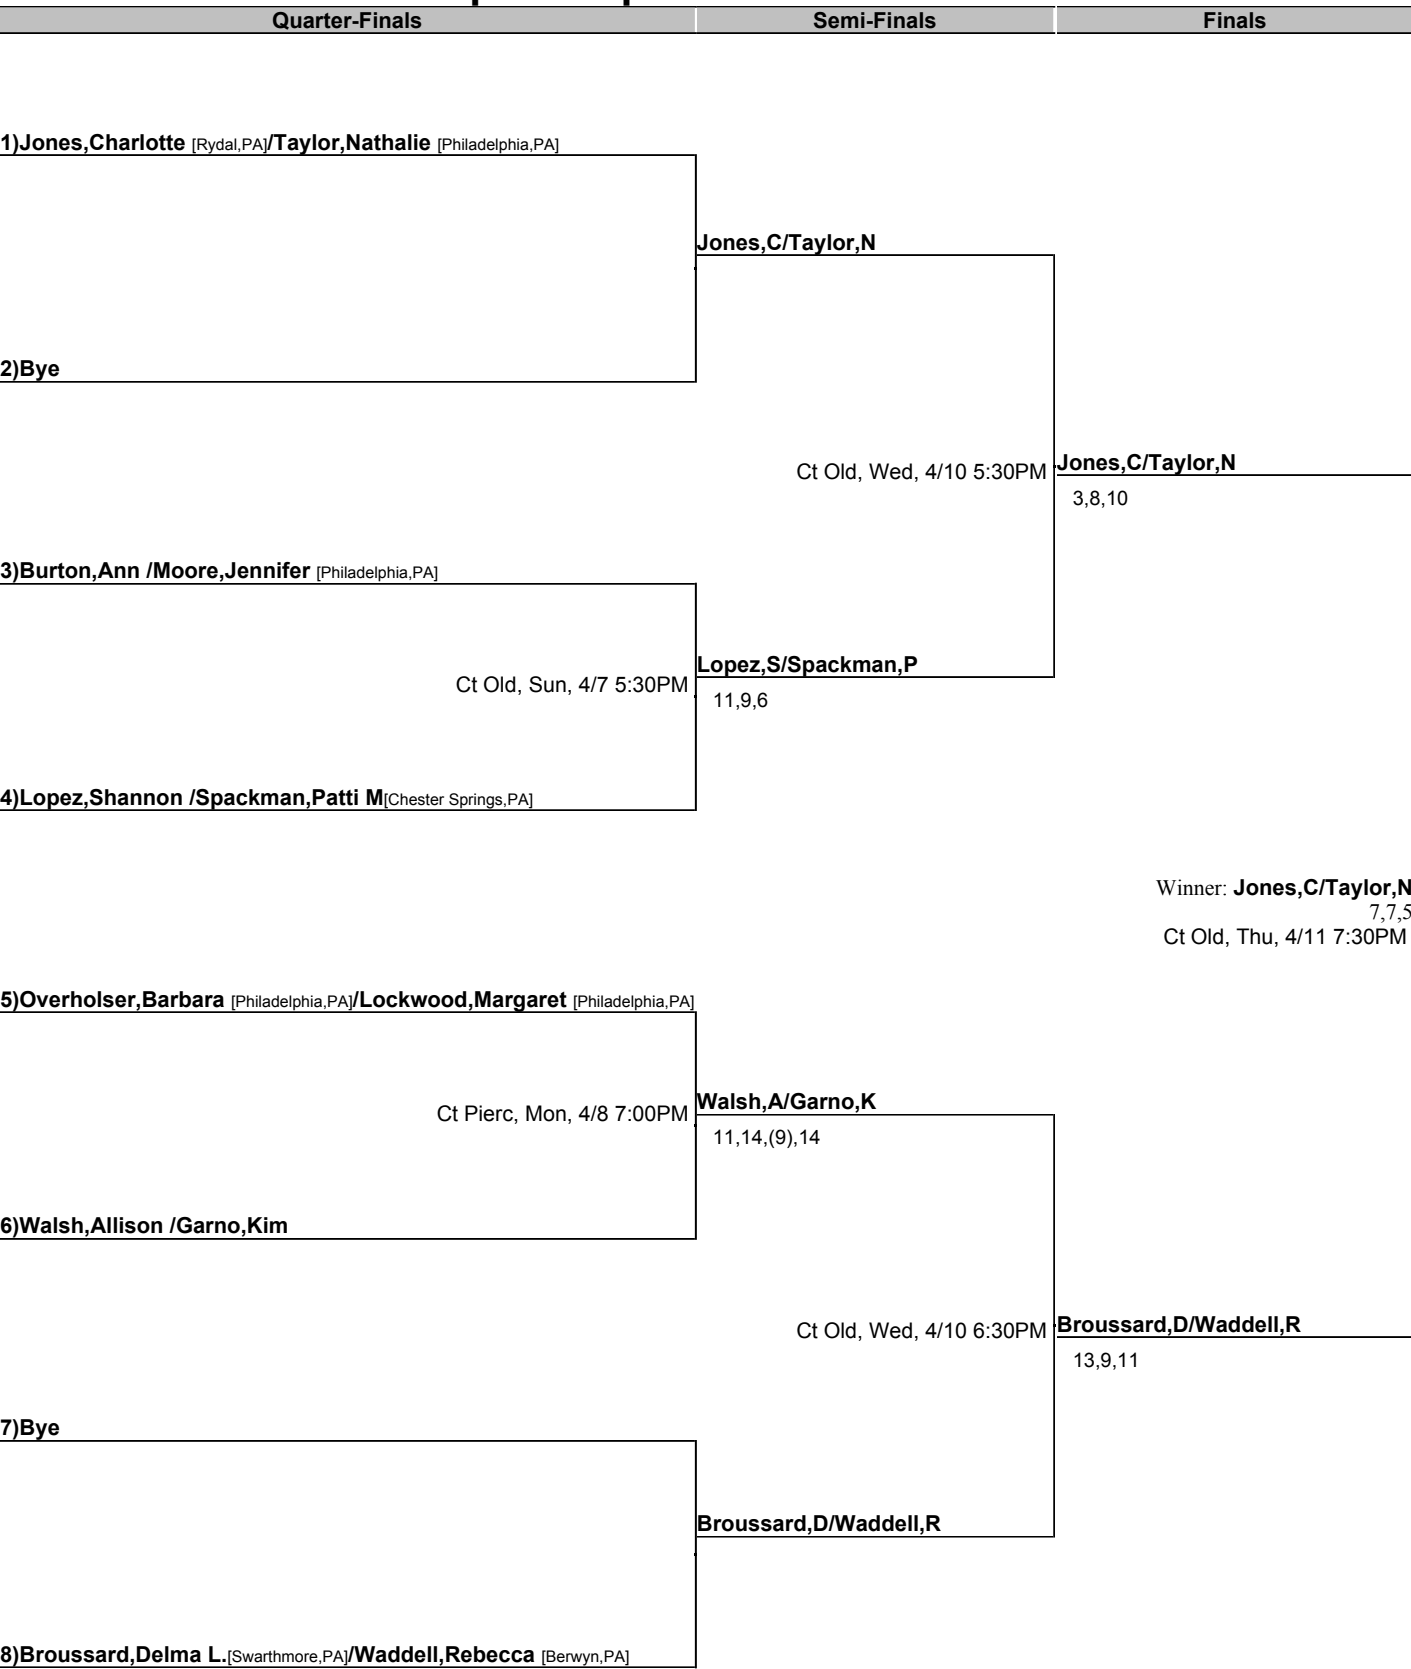 Quarter-Finals Semi-Finals Finals
1)Jones,Charlotte [Rydal,PA]/Taylor,Nathalie [Philadelphia,PA]
Jones,C/Taylor,N
2)Bye
Ct Old, Wed, 4/10 5:30PM
Jones,C/Taylor,N
3,8,10
3)Burton,Ann /Moore,Jennifer [Philadelphia,PA]
Ct Old, Sun, 4/7 5:30PM
Lopez,S/Spackman,P
11,9,6
4)Lopez,Shannon /Spackman,Patti M[Chester Springs,PA]
Winner: Jones,C/Taylor,N
7,7,5
Ct Old, Thu, 4/11 7:30PM
5)Overholser,Barbara [Philadelphia,PA]/Lockwood,Margaret [Philadelphia,PA]
Ct Pierc, Mon, 4/8 7:00PM
Walsh,A/Garno,K
11,14,(9),14
6)Walsh,Allison /Garno,Kim
Ct Old, Wed, 4/10 6:30PM
Broussard,D/Waddell,R
13,9,11
7)Bye
Broussard,D/Waddell,R
8)Broussard,Delma L.[Swarthmore,PA]/Waddell,Rebecca [Berwyn,PA]